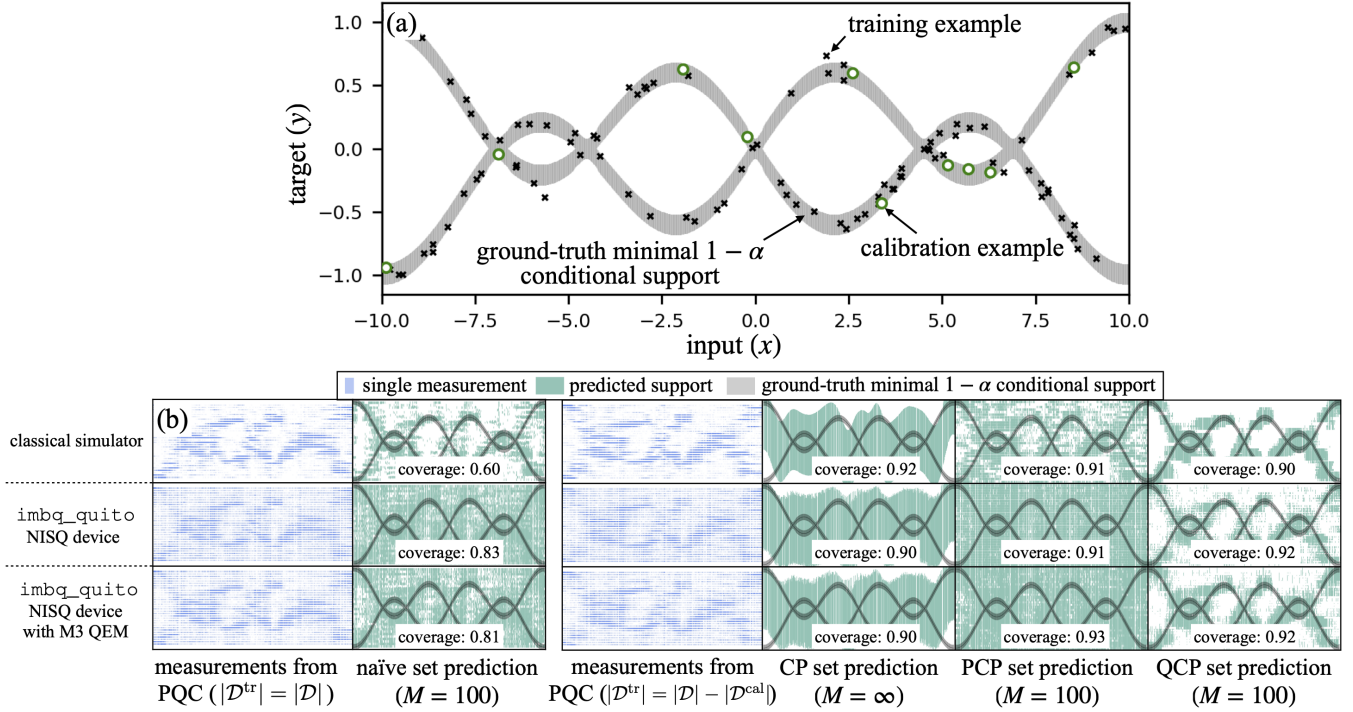 (a)
training example
1.0
0.5
0.0
−0.5
−1.0
target (y)
ground-truth minimal 1 − α
conditional support
calibration example
−10.0 −7.5 −5.0 −2.5 0.0 2.5 5.0 7.5 10.0
input (x)
single measurement predicted support ground-truth minimal 1 − α conditional support
(b)
classical simulator
coverage: 0.60 coverage: 0.92 coverage: 0.91 coverage: 0.90
imbq_quito
NISQ device
coverage: 0.83 coverage: 0.90 coverage: 0.91 coverage: 0.92
imbq_quito
NISQ device
with M3 QEM
coverage: 0.81 coverage: 0.90 coverage: 0.93 coverage: 0.92
measurements from naïve set prediction measurements from CP set prediction PCP set prediction QCP set prediction
PQC (|𝒟ᵗʳ| = |𝒟|) (M = 100) PQC (|𝒟ᵗʳ| = |𝒟| − |𝒟ᶜᵃˡ|) (M = ∞) (M = 100) (M = 100)